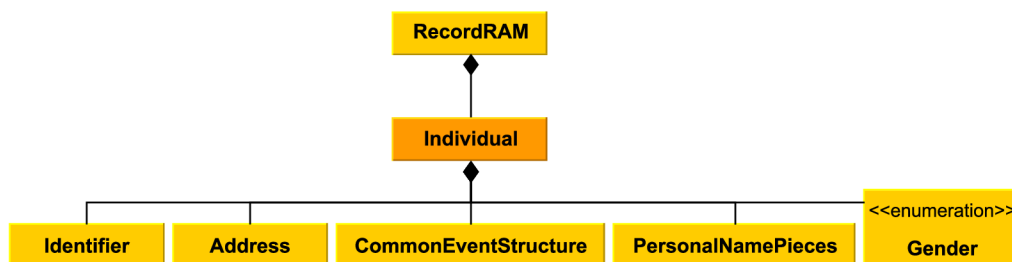 RecordRAM
Individual
<<enumeration>>
Identifier Address CommonEventStructure PersonalNamePieces Gender